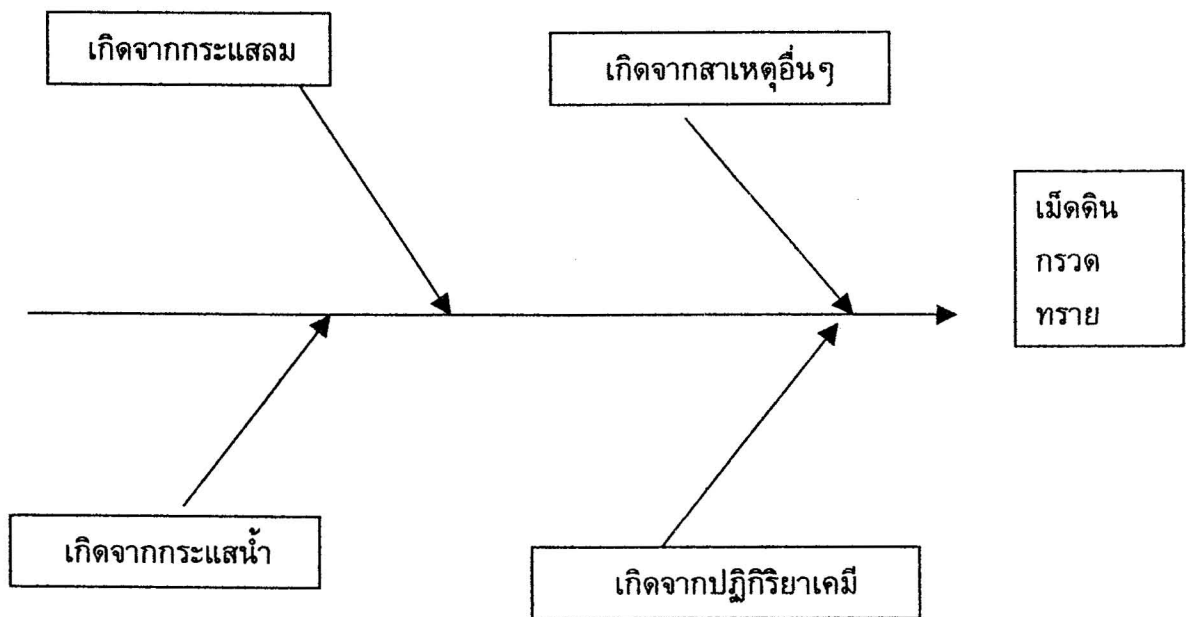 เกิดจากกระแสลม
เกิดจากสาเหตุอื่นๆ
เม็ดดิน
กรวด
ทราย
เกิดจากกระแสน้ำ
เกิดจากปฏิกิริยาเคมี